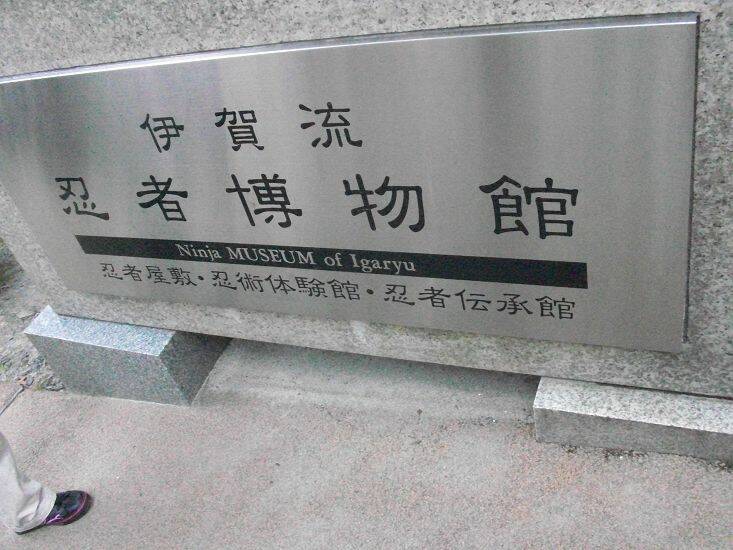 伊賀流
忍者博物館
Ninja MUSEUM of Igaryu
忍者屋敷・忍術体験館・忍者伝承館